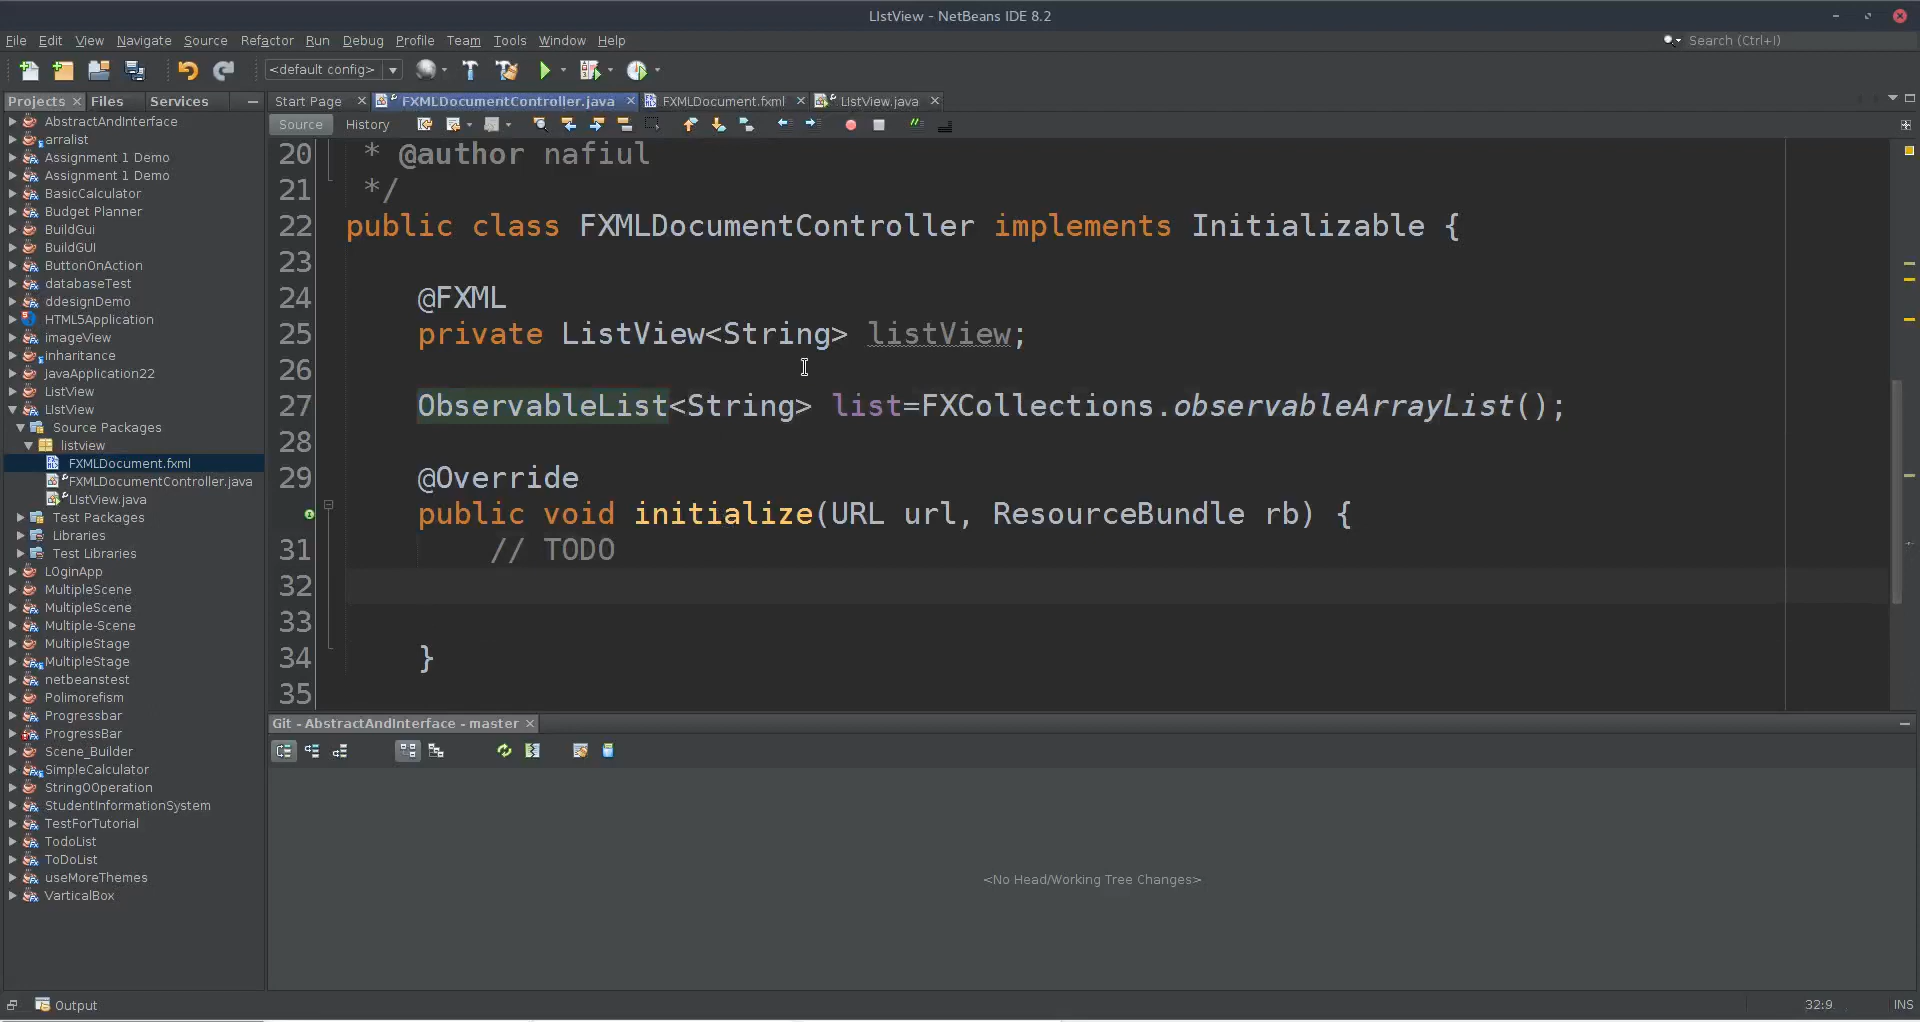 LIstView - NetBeans IDE 8.2
File Edit View Navigate Source Refactor Run Debug Profile Team Tools Window Help
Search (Ctrl+I)
<default config>
Projects Files Services
Start Page FXMLDocumentController.java FXMLDocument.fxml LIstView.java
Source History
AbstractAndInterface
arralist
Assignment 1 Demo
Assignment 1 Demo
BasicCalculator
Budget Planner
BuildGui
BuildGUI
ButtonOnAction
databaseTest
ddesignDemo
HTML5Application
imageView
inheritance
JavaApplication22
ListView
LIstView
Source Packages
listview
FXMLDocument.fxml
FXMLDocumentController.java
LIstView.java
Test Packages
Libraries
Test Libraries
LOginApp
MultipleScene
MultipleScene
Multiple-Scene
MultipleStage
MultipleStage
netbeanstest
Polimorefism
Progressbar
ProgressBar
Scene_Builder
SimpleCalculator
StringOOperation
StudentInformationSystem
TestForTutorial
TodoList
ToDoList
useMoreThemes
VarticalBox
20 * @author nafiul
21 */
22 public class FXMLDocumentController implements Initializable {
23
24 @FXML
25 private ListView<String> listView;
26
27 ObservableList<String> list=FXCollections.observableArrayList();
28
29 @Override
public void initialize(URL url, ResourceBundle rb) {
31 // TODO
32
33
34 }
35
Git - AbstractAndInterface - master
<No Head/Working Tree Changes>
Output
32:9 INS